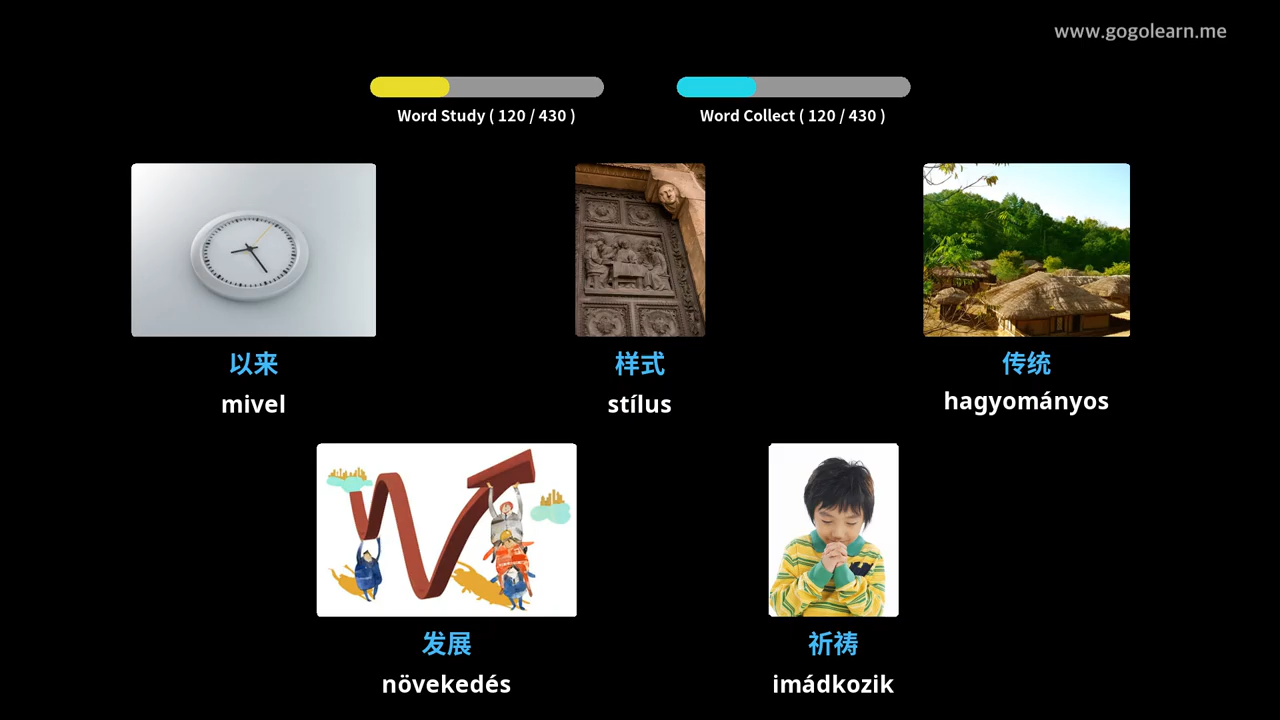 www.gogolearn.me
Word Study ( 120 / 430 )
Word Collect ( 120 / 430 )
以来
mivel
样式
stílus
传统
hagyományos
发展
növekedés
祈祷
imádkozik